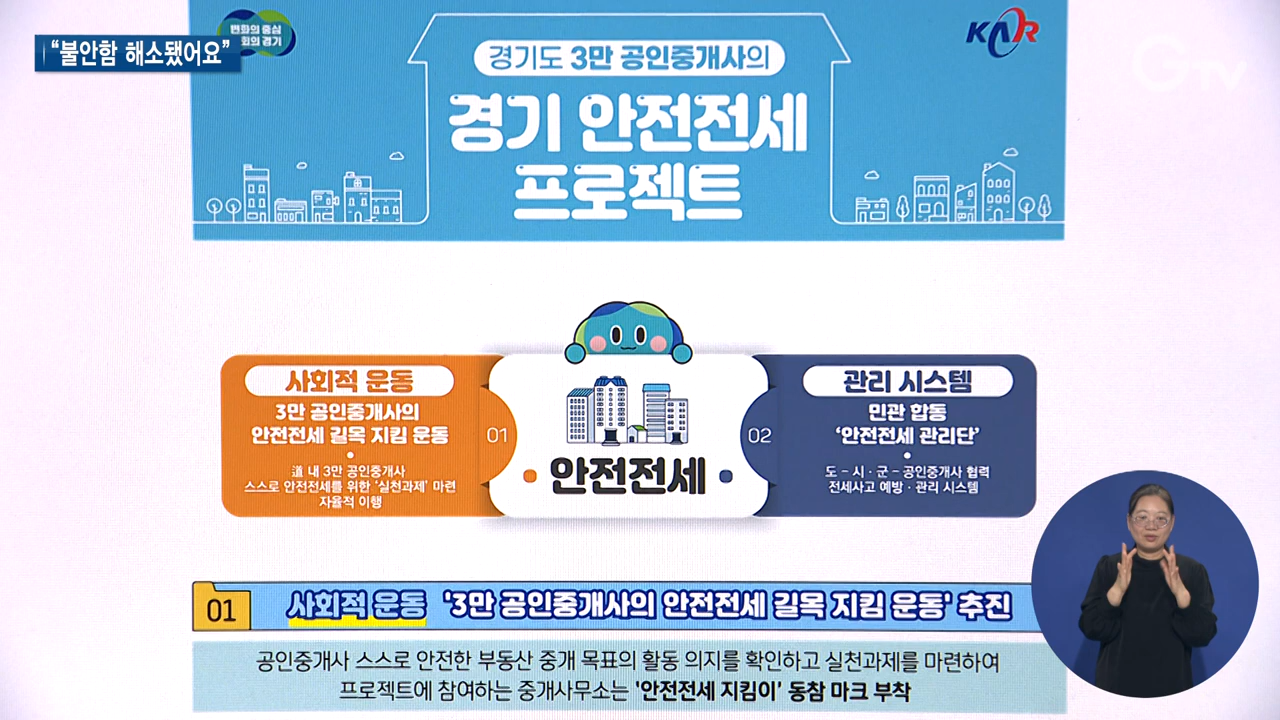 “불안함 해소됐어요”
변화의 중심
회의 경기
KAR
GTV
경기도 3만 공인중개사의
경기 안전전세
프로젝트
사회적 운동
3만 공인중개사의
안전전세 길목 지킴 운동
道 내 3만 공인중개사
스스로 안전전세를 위한 '실천과제' 마련
자율적 이행
01
안전전세
02
관리 시스템
민관 합동
‘안전전세 관리단’
도 - 시 · 군 - 공인중개사 협력
전세사고 예방 · 관리 시스템
01 사회적 운동 ‘3만 공인중개사의 안전전세 길목 지킴 운동’ 추진
공인중개사 스스로 안전한 부동산 중개 목표의 활동 의지를 확인하고 실천과제를 마련하여
프로젝트에 참여하는 중개사무소는 ‘안전전세 지킴이’ 동참 마크 부착